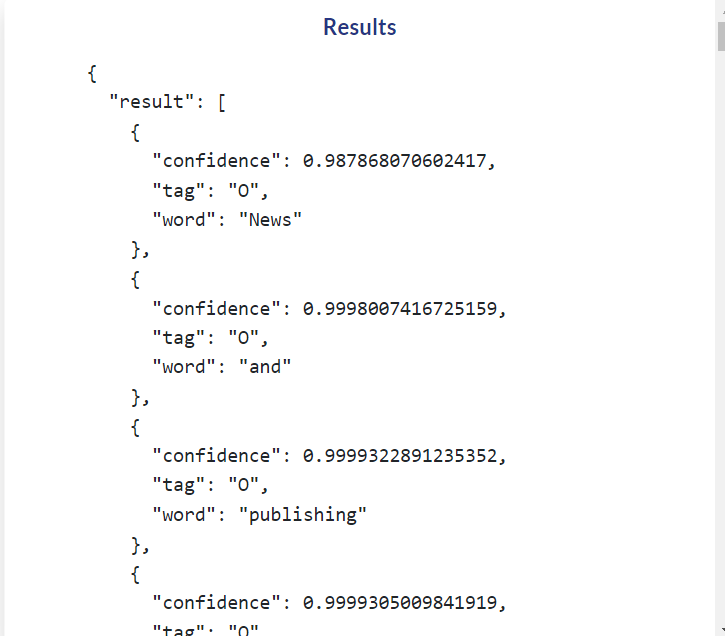 Results
{
"result": [
{
"confidence": 0.987868070602417,
"tag": "O",
"word": "News"
},
{
"confidence": 0.9998007416725159,
"tag": "O",
"word": "and"
},
{
"confidence": 0.9999322891235352,
"tag": "O",
"word": "publishing"
},
{
"confidence": 0.9999305009841919,
"tag": "O"